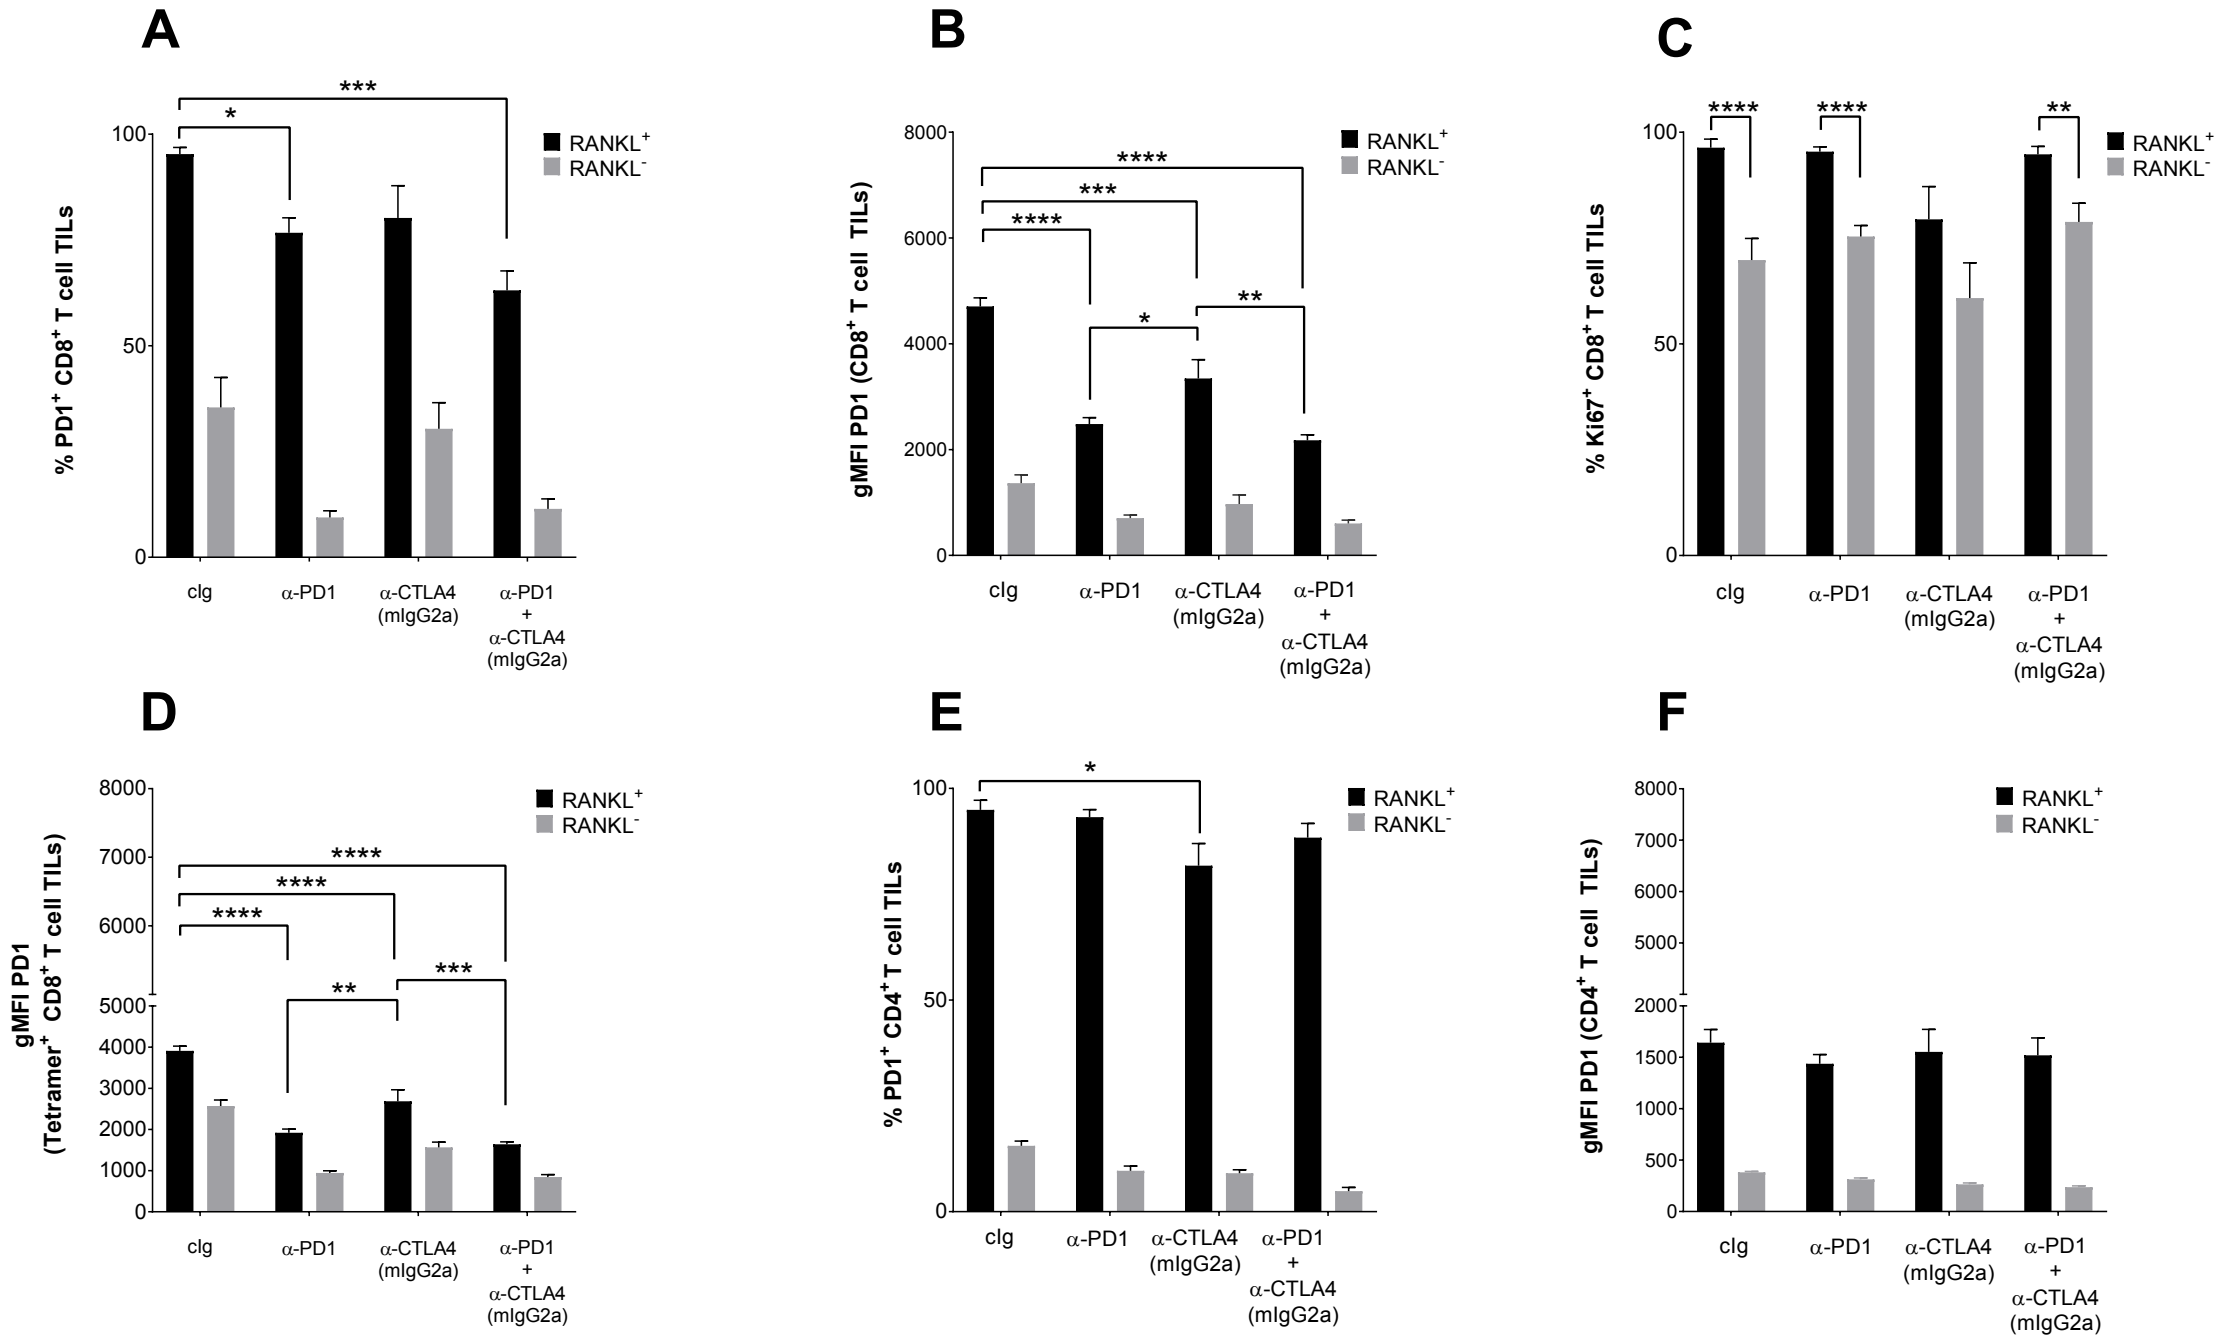 A
***
*
100
50
0
% PD1+ CD8+ T cell TILs
RANKL+
RANKL-
cIg
α-PD1
α-CTLA4
(mIgG2a)
α-PD1
+
α-CTLA4
(mIgG2a)
B
8000
6000
4000
2000
0
gMFI PD1 (CD8+ T cell TILs)
****
***
****
**
*
RANKL+
RANKL-
cIg
α-PD1
α-CTLA4
(mIgG2a)
α-PD1
+
α-CTLA4
(mIgG2a)
C
****
****
**
100
50
0
% Ki67+ CD8+ T cell TILs
RANKL+
RANKL-
cIg
α-PD1
α-CTLA4
(mIgG2a)
α-PD1
+
α-CTLA4
(mIgG2a)
D
8000
7000
6000
5000
4000
3000
2000
1000
0
gMFI PD1
(Tetramer+ CD8+ T cell TILs)
****
****
****
***
**
RANKL+
RANKL-
cIg
α-PD1
α-CTLA4
(mIgG2a)
α-PD1
+
α-CTLA4
(mIgG2a)
E
*
100
50
0
% PD1+ CD4+ T cell TILs
RANKL+
RANKL-
cIg
α-PD1
α-CTLA4
(mIgG2a)
α-PD1
+
α-CTLA4
(mIgG2a)
F
8000
7000
6000
5000
2000
1500
1000
500
0
gMFI PD1 (CD4+ T cell TILs)
RANKL+
RANKL-
cIg
α-PD1
α-CTLA4
(mIgG2a)
α-PD1
+
α-CTLA4
(mIgG2a)